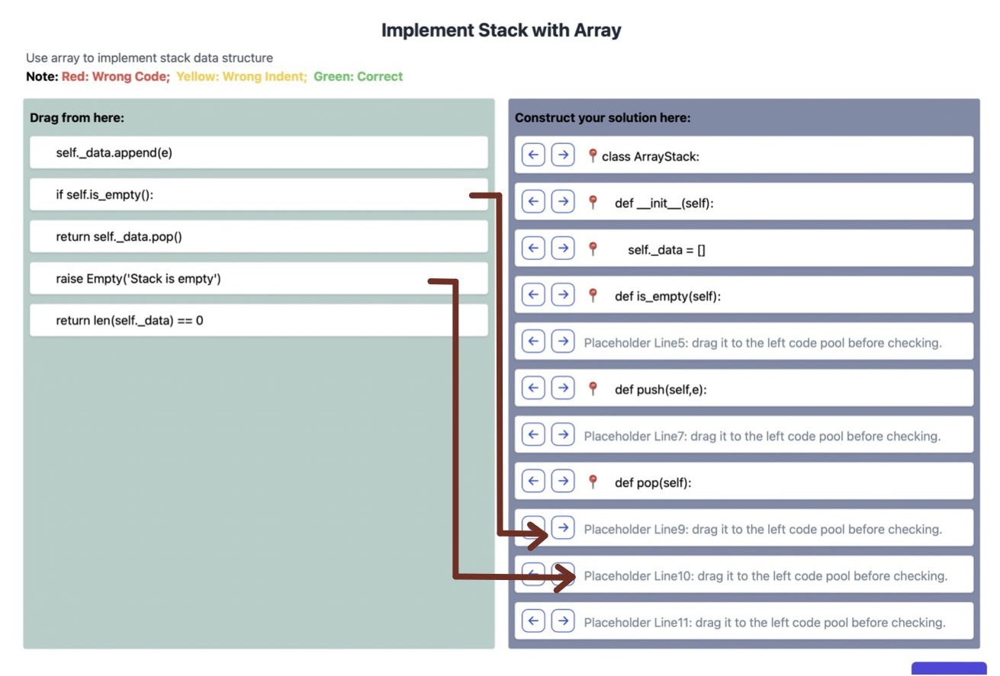 Implement Stack with Array
Use array to implement stack data structure
Note: Red: Wrong Code; Yellow: Wrong Indent; Green: Correct
Drag from here:
self._data.append(e)
if self.is_empty():
return self._data.pop()
raise Empty('Stack is empty')
return len(self._data) == 0
Construct your solution here:
class ArrayStack:
def __init__(self):
self._data = []
def is_empty(self):
Placeholder Line5: drag it to the left code pool before checking.
def push(self,e):
Placeholder Line7: drag it to the left code pool before checking.
def pop(self):
Placeholder Line9: drag it to the left code pool before checking.
Placeholder Line10: drag it to the left code pool before checking.
Placeholder Line11: drag it to the left code pool before checking.